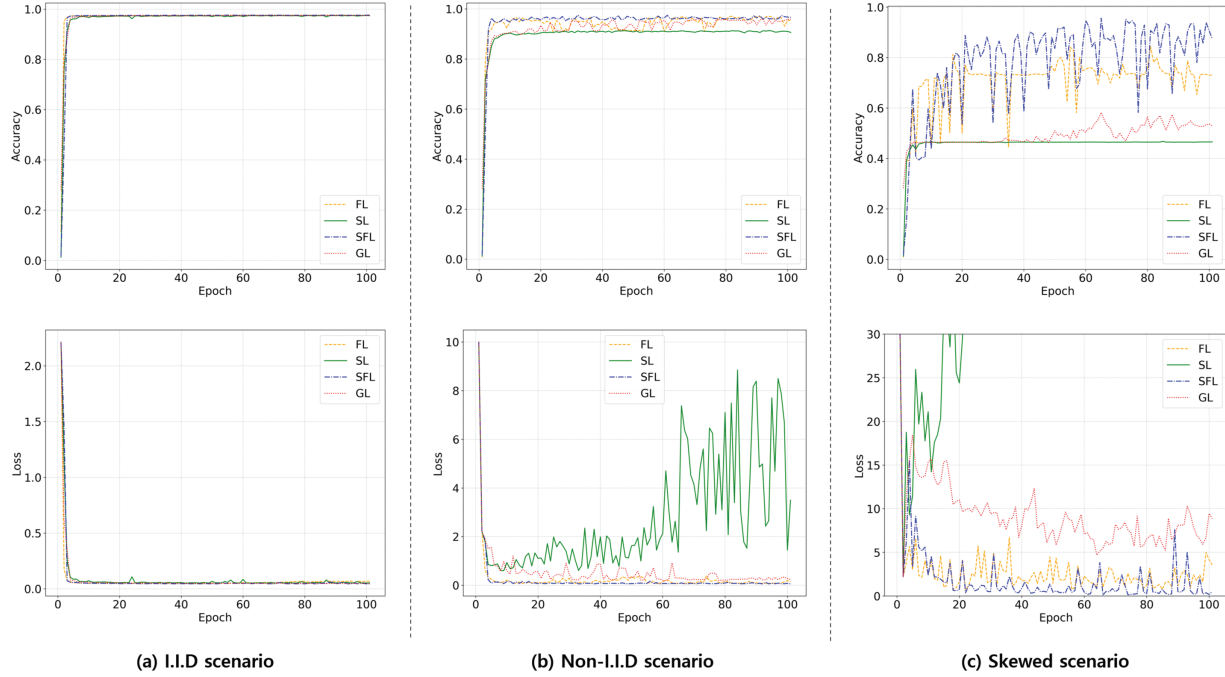 1.0
0.8
0.6
0.4
0.2
0.0
Accuracy
0 20 40 60 80 100
Epoch
FL
SL
SFL
GL
1.0
0.8
0.6
0.4
0.2
0.0
Accuracy
0 20 40 60 80 100
Epoch
FL
SL
SFL
GL
1.0
0.8
0.6
0.4
0.2
0.0
Accuracy
0 20 40 60 80 100
Epoch
FL
SL
SFL
GL
2.0
1.5
1.0
0.5
0.0
Loss
0 20 40 60 80 100
Epoch
FL
SL
SFL
GL
10
8
6
4
2
0
Loss
0 20 40 60 80 100
Epoch
FL
SL
SFL
GL
30
25
20
15
10
5
0
Loss
0 20 40 60 80 100
Epoch
FL
SL
SFL
GL
(a) I.I.D scenario
(b) Non-I.I.D scenario
(c) Skewed scenario